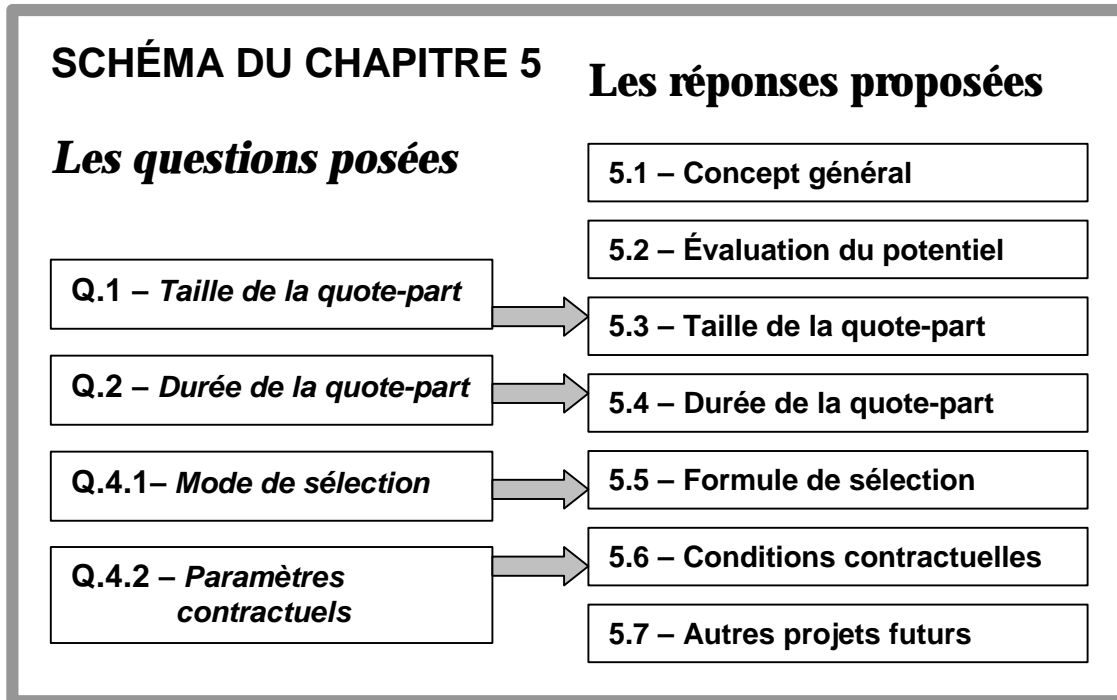 SCHÉMA DU CHAPITRE 5
Les questions posées
Q.1 – Taille de la quote-part
Q.2 – Durée de la quote-part
Q.4.1– Mode de sélection
Q.4.2 – Paramètres
contractuels
Les réponses proposées
5.1 – Concept général
5.2 – Évaluation du potentiel
5.3 – Taille de la quote-part
5.4 – Durée de la quote-part
5.5 – Formule de sélection
5.6 – Conditions contractuelles
5.7 – Autres projets futurs